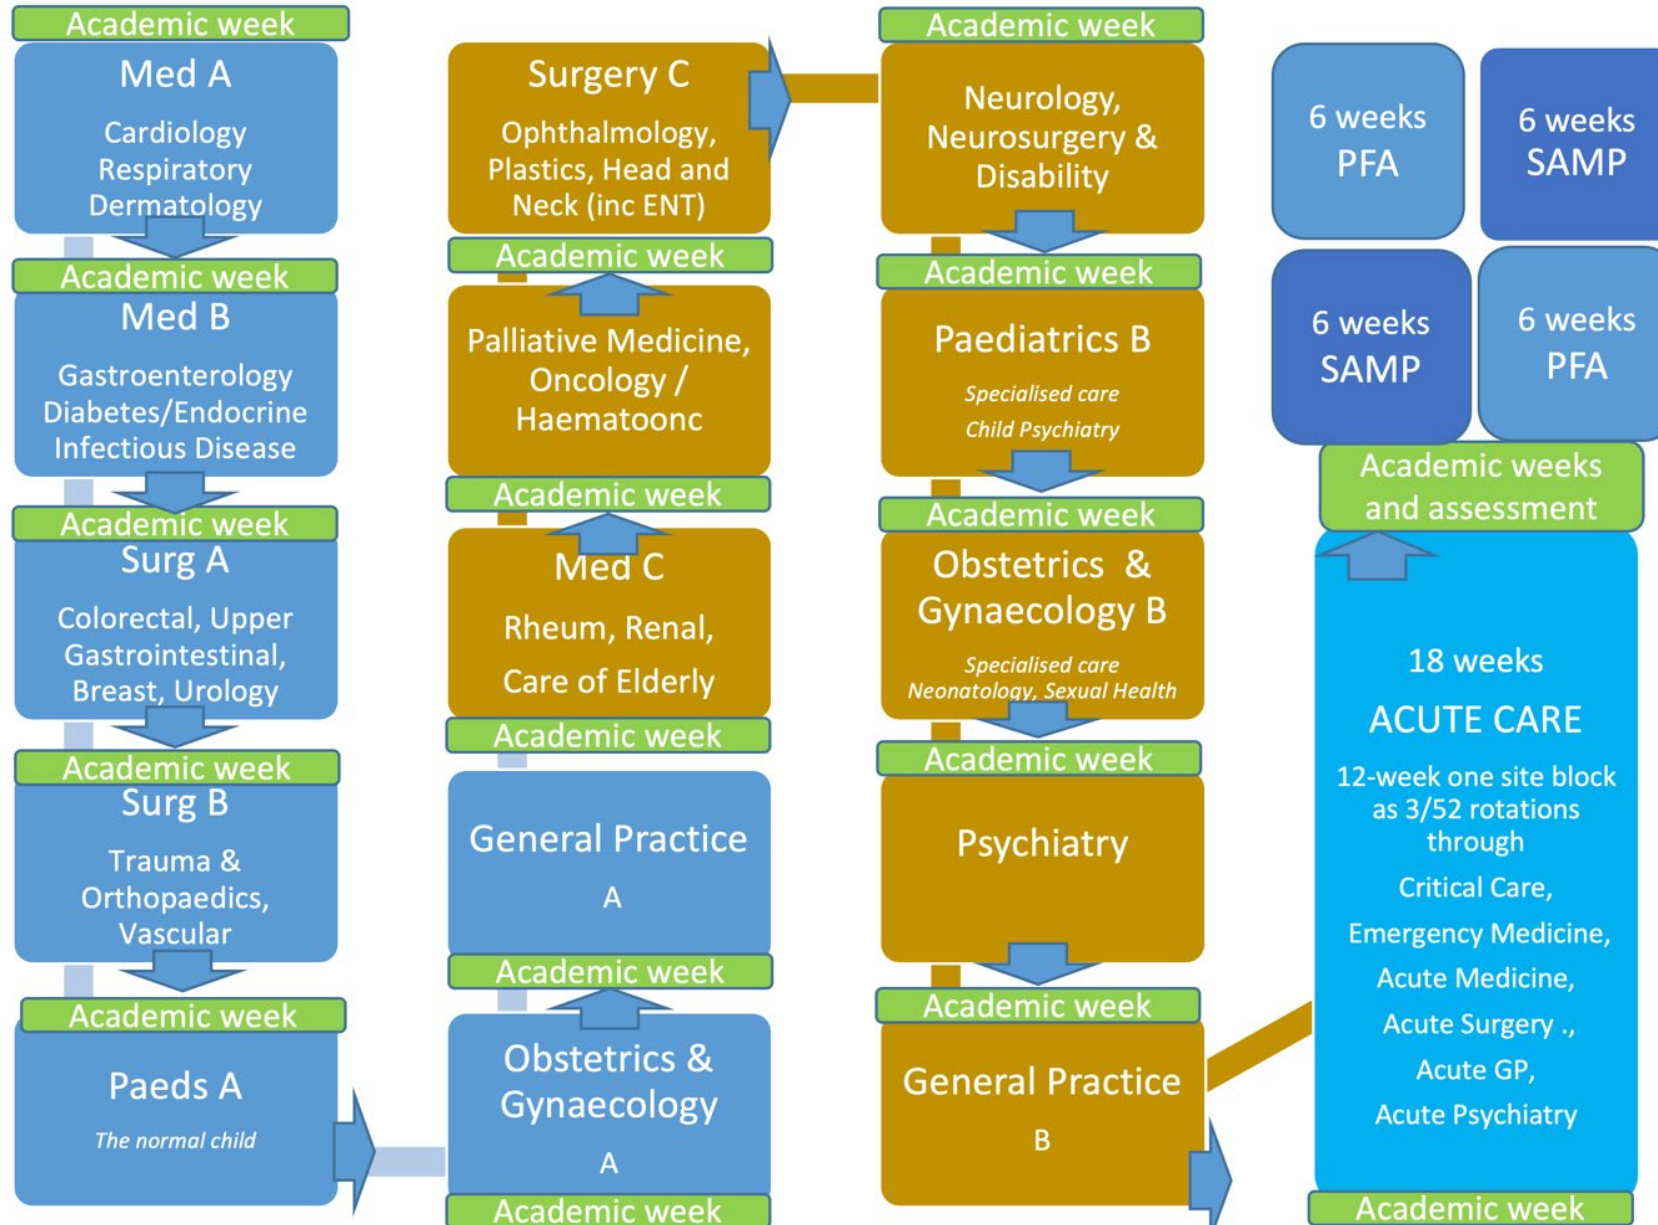 Academic week
Med A
Cardiology
Respiratory
Dermatology
Academic week
Med B
Gastroenterology
Diabetes/Endocrine
Infectious Disease
Academic week
Surg A
Colorectal, Upper
Gastrointestinal,
Breast, Urology
Academic week
Surg B
Trauma &
Orthopaedics,
Vascular
Academic week
Paeds A
The normal child
Surgery C
Ophthalmology,
Plastics, Head and
Neck (inc ENT)
Academic week
Palliative Medicine,
Oncology /
Haematoonc
Academic week
Med C
Rheum, Renal,
Care of Elderly
Academic week
General Practice
A
Academic week
Obstetrics &
Gynaecology
A
Academic week
Academic week
Neurology,
Neurosurgery &
Disability
Academic week
Paediatrics B
Specialised care
Child Psychiatry
Academic week
Obstetrics &
Gynaecology B
Specialised care
Neonatology, Sexual Health
Academic week
Psychiatry
Academic week
General Practice
B
6 weeks
PFA
6 weeks
SAMP
6 weeks
SAMP
6 weeks
PFA
Academic weeks
and assessment
18 weeks
ACUTE CARE
12-week one site block
as 3/52 rotations
through
Critical Care,
Emergency Medicine,
Acute Medicine,
Acute Surgery .,
Acute GP,
Acute Psychiatry
Academic week